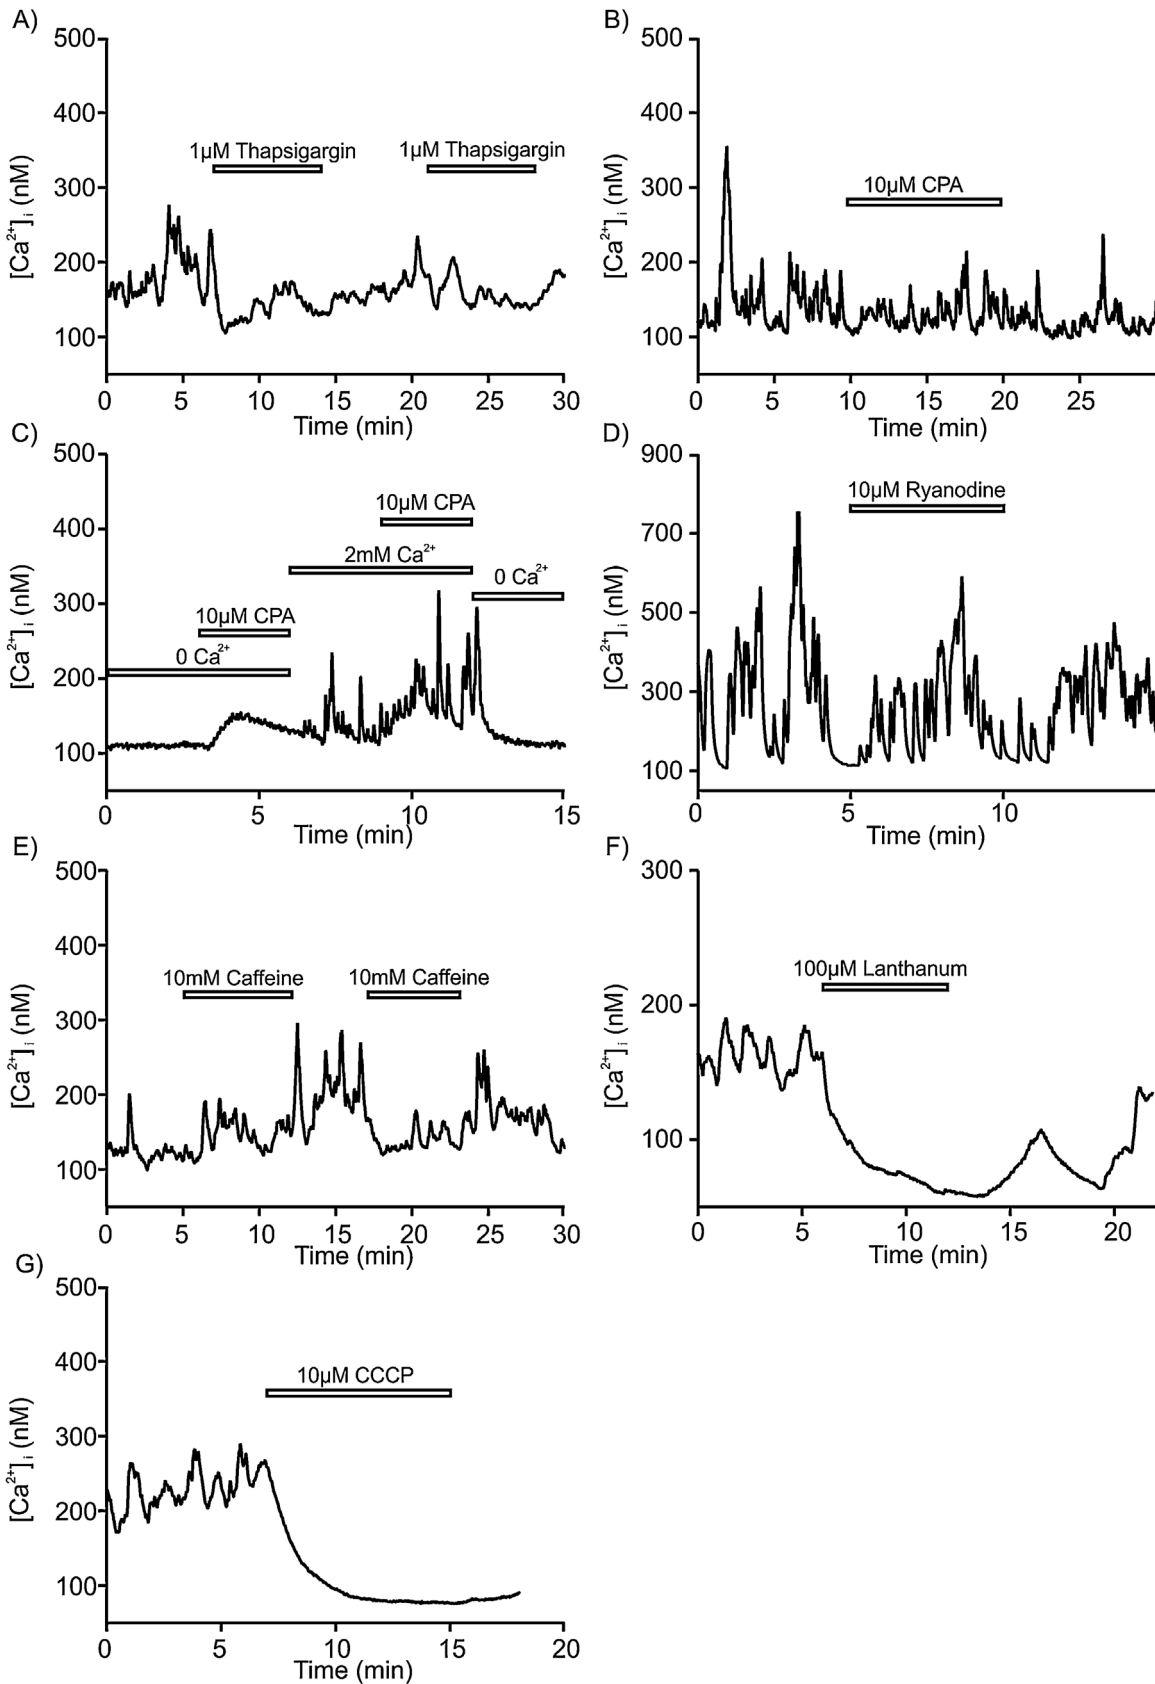 A)
500
400
300
200
100
[Ca²⁺]ᵢ (nM)
1µM Thapsigargin
1µM Thapsigargin
0 5 10 15 20 25 30
Time (min)
B)
500
400
300
200
100
[Ca²⁺]ᵢ (nM)
10µM CPA
0 5 10 15 20 25
Time (min)
C)
500
400
300
200
100
[Ca²⁺]ᵢ (nM)
10µM CPA
2mM Ca²⁺
0 Ca²⁺
10µM CPA
0 Ca²⁺
0 5 10 15
Time (min)
D)
900
700
500
300
100
[Ca²⁺]ᵢ (nM)
10µM Ryanodine
0 5 10
Time (min)
E)
500
400
300
200
100
[Ca²⁺]ᵢ (nM)
10mM Caffeine
10mM Caffeine
0 5 10 15 20 25 30
Time (min)
F)
300
200
100
[Ca²⁺]ᵢ (nM)
100µM Lanthanum
0 5 10 15 20
Time (min)
G)
500
400
300
200
100
[Ca²⁺]ᵢ (nM)
10µM CCCP
0 5 10 15 20
Time (min)